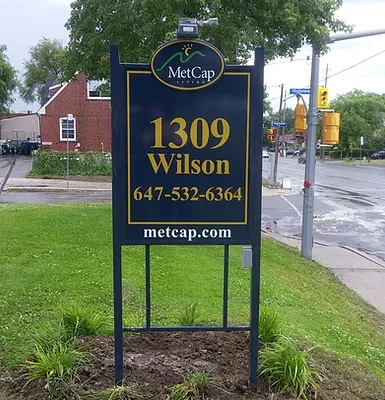 MetCap
LIVING
1309
Wilson
647-532-6364
metcap.com